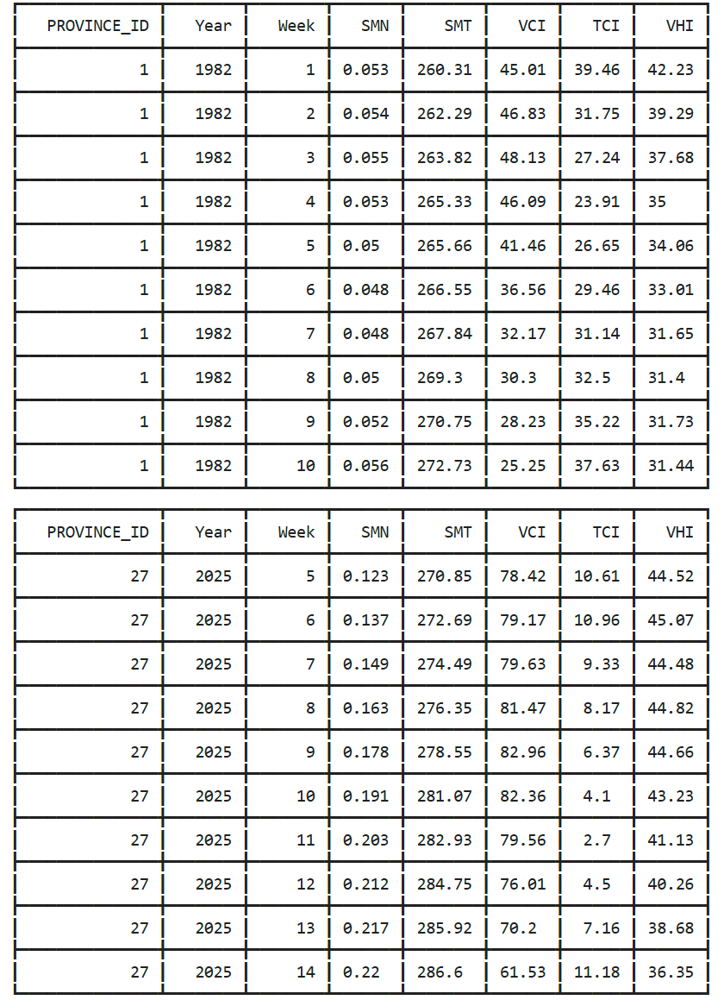 PROVINCE_ID Year Week SMN SMT VCI TCI VHI
1 1982 1 0.053 260.31 45.01 39.46 42.23
1 1982 2 0.054 262.29 46.83 31.75 39.29
1 1982 3 0.055 263.82 48.13 27.24 37.68
1 1982 4 0.053 265.33 46.09 23.91 35
1 1982 5 0.05 265.66 41.46 26.65 34.06
1 1982 6 0.048 266.55 36.56 29.46 33.01
1 1982 7 0.048 267.84 32.17 31.14 31.65
1 1982 8 0.05 269.3 30.3 32.5 31.4
1 1982 9 0.052 270.75 28.23 35.22 31.73
1 1982 10 0.056 272.73 25.25 37.63 31.44
PROVINCE_ID Year Week SMN SMT VCI TCI VHI
27 2025 5 0.123 270.85 78.42 10.61 44.52
27 2025 6 0.137 272.69 79.17 10.96 45.07
27 2025 7 0.149 274.49 79.63 9.33 44.48
27 2025 8 0.163 276.35 81.47 8.17 44.82
27 2025 9 0.178 278.55 82.96 6.37 44.66
27 2025 10 0.191 281.07 82.36 4.1 43.23
27 2025 11 0.203 282.93 79.56 2.7 41.13
27 2025 12 0.212 284.75 76.01 4.5 40.26
27 2025 13 0.217 285.92 70.2 7.16 38.68
27 2025 14 0.22 286.6 61.53 11.18 36.35